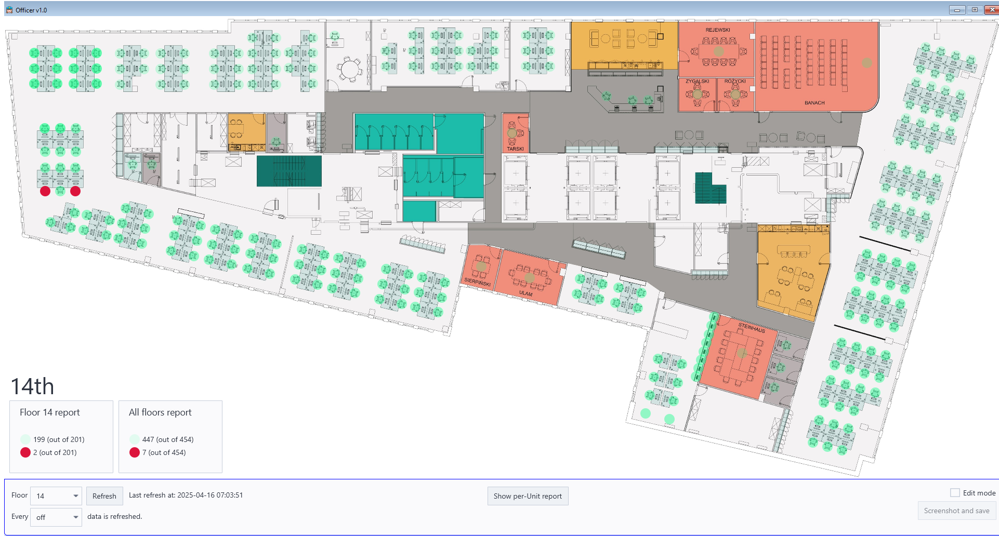 Officer v1.0
REJEWSKI
ZYGALSKI
RÓŻYCKI
BANACH
TARSKI
SIERPIŃSKI
ULAM
STEINHAUS
14th
Floor 14 report
199 (out of 201)
2 (out of 201)
All floors report
447 (out of 454)
7 (out of 454)
Floor 14 Refresh Last refresh at: 2025-04-16 07:03:51 Show per-Unit report Edit mode
Every off data is refreshed. Screenshot and save